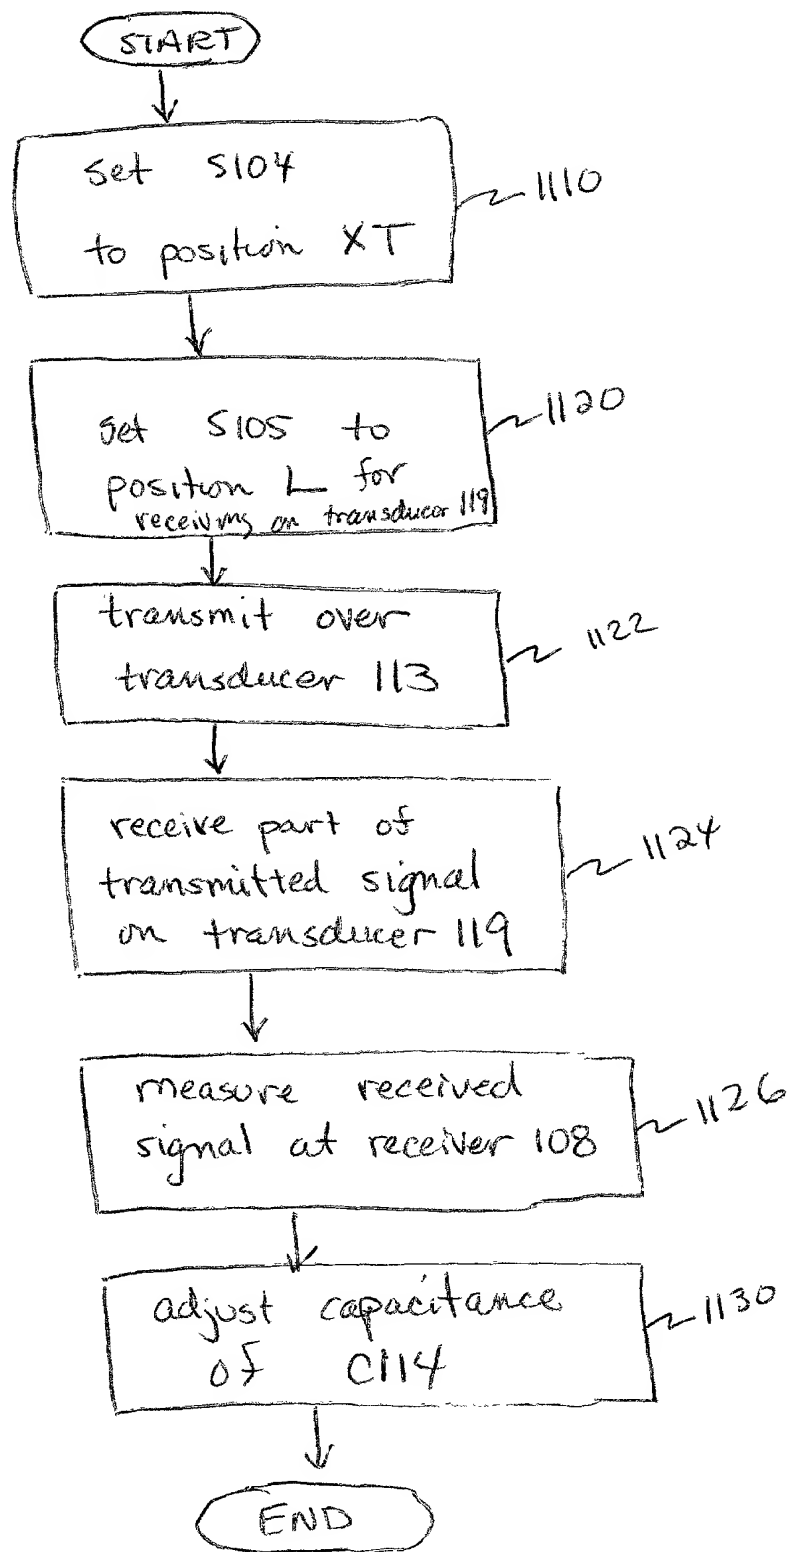 START
set S104
to position XT
1110
set S105 to
position L for
receiving on transducer 119
1120
transmit over
transducer 113
1122
receive part of
transmitted signal
on transducer 119
1124
measure received
signal at receiver 108
1126
adjust capacitance
of C114
1130
END